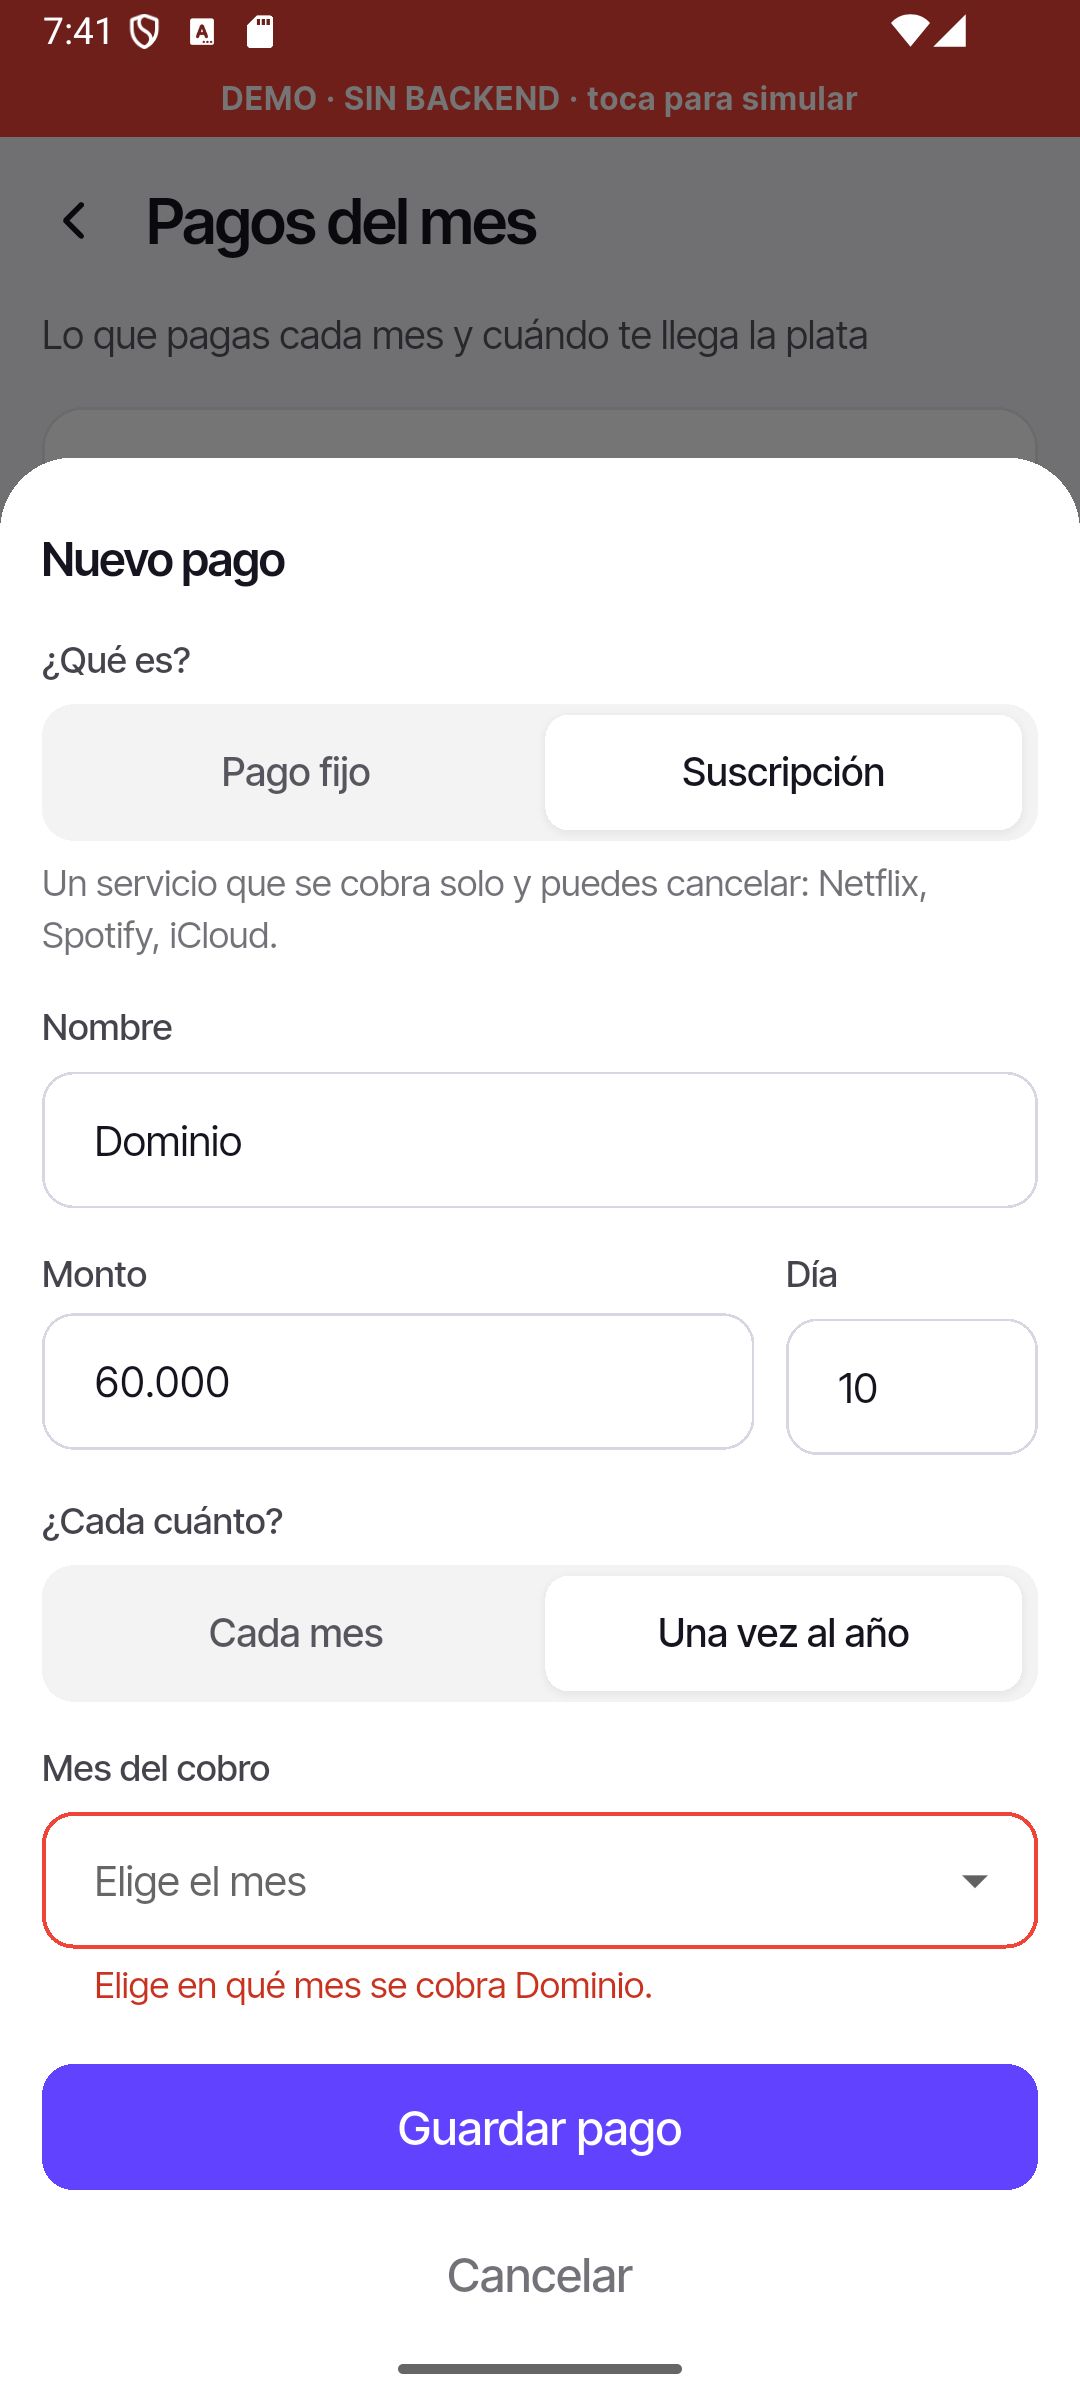 7:41
DEMO · SIN BACKEND · toca para simular
Pagos del mes
Lo que pagas cada mes y cuándo te llega la plata
Nuevo pago
¿Qué es?
Pago fijo
Suscripción
Un servicio que se cobra solo y puedes cancelar: Netflix,
Spotify, iCloud.
Nombre
Dominio
Monto
Día
60.000
10
¿Cada cuánto?
Cada mes
Una vez al año
Mes del cobro
Elige el mes
Elige en qué mes se cobra Dominio.
Guardar pago
Cancelar